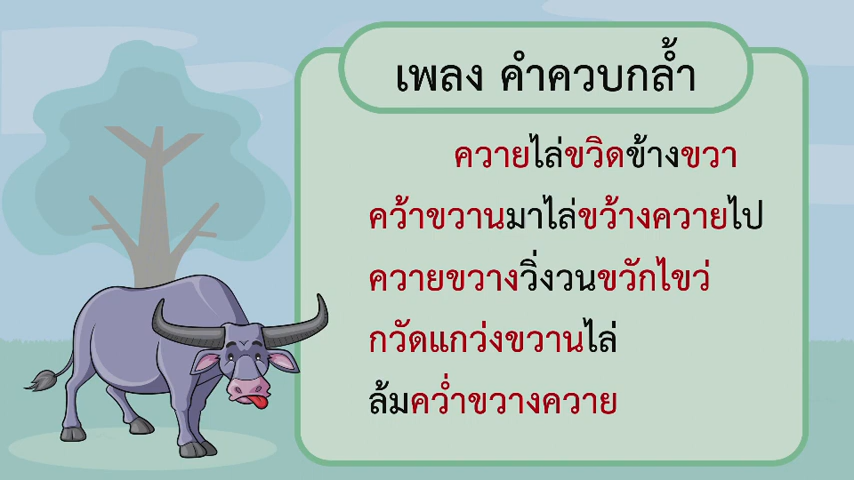 เพลง คำควบกล้ำ
ควายไล่ขวิดข้างขวา
คว้าขวานมาไล่ขว้างควายไป
ควายขวางวิ่งวนขวักไขว่
กวัดแกว่งขวานไล่
ล้มคว่ำขวางควาย